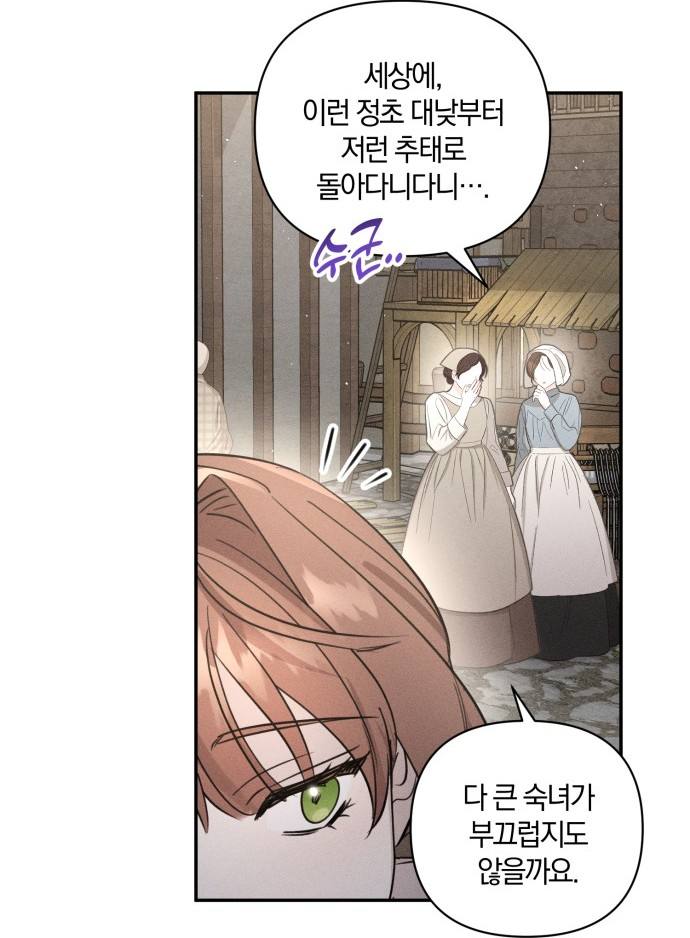 세상에,
이런 정초 대낮부터
저런 추태로
돌아다니다니….
수군..
다 큰 숙녀가
부끄럽지도
않을까요.